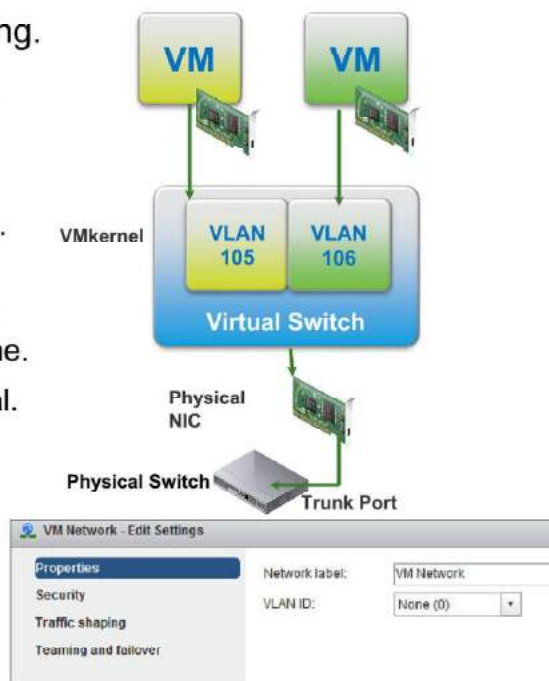 ng.
VM
VM
.
VMkernel
VLAN
105
VLAN
106
Virtual Switch
ne.
al.
Physical
NIC
Physical Switch
Trunk Port
VM Network - Edit Settings
Properties
Security
Traffic shaping
Teaming and failover
Network label:
VM Network
VLAN ID:
None (0)